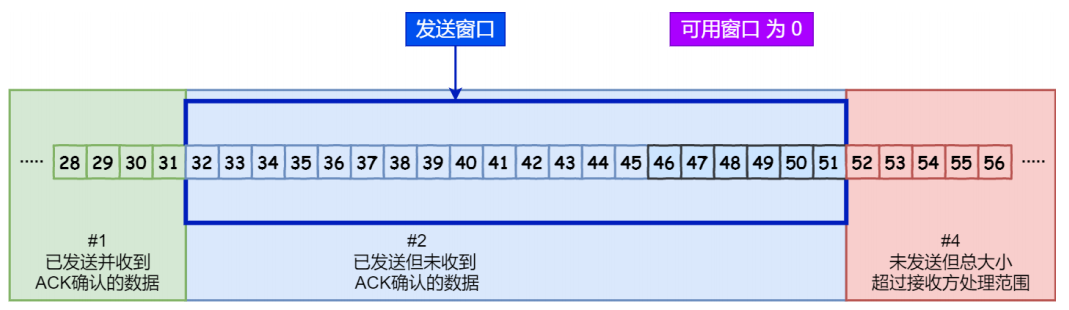 发送窗口
可用窗口 为 0
..... 28 29 30 31 32 33 34 35 36 37 38 39 40 41 42 43 44 45 46 47 48 49 50 51 52 53 54 55 56 .....
#1
已发送并收到
ACK确认的数据
#2
已发送但未收到
ACK确认的数据
#4
未发送但总大小
超过接收方处理范围